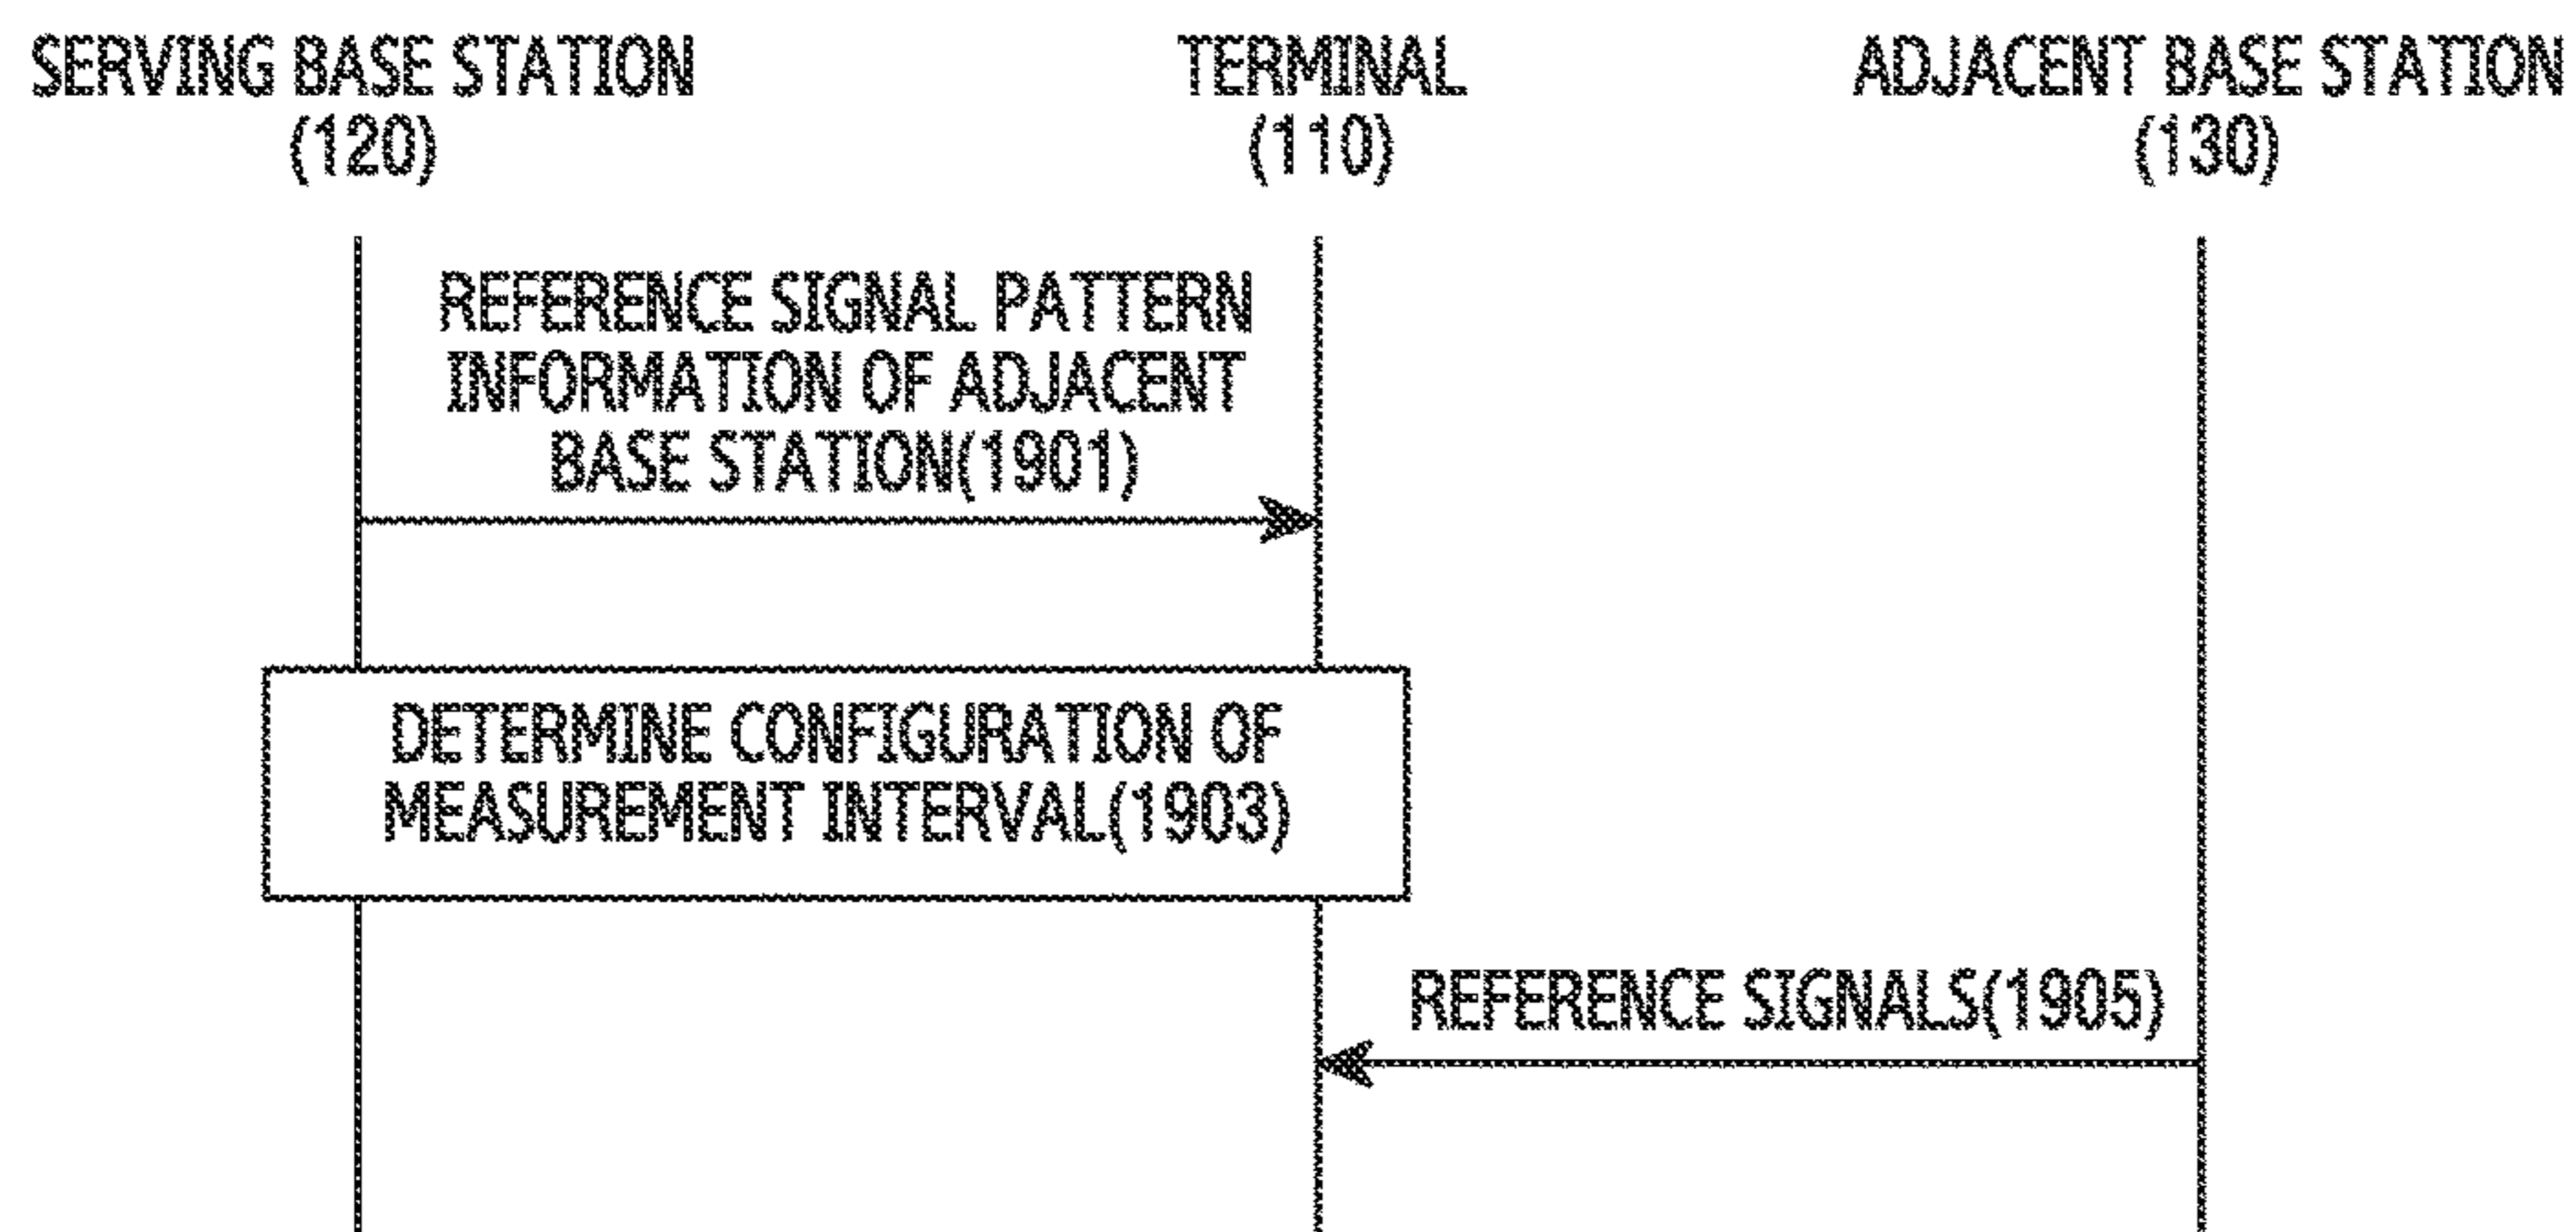 SERVING BASE STATION
(120)
TERMINAL
(110)
ADJACENT BASE STATION
(130)
REFERENCE SIGNAL PATTERN
INFORMATION OF ADJACENT
BASE STATION(1901)
DETERMINE CONFIGURATION OF
MEASUREMENT INTERVAL(1903)
REFERENCE SIGNALS(1905)